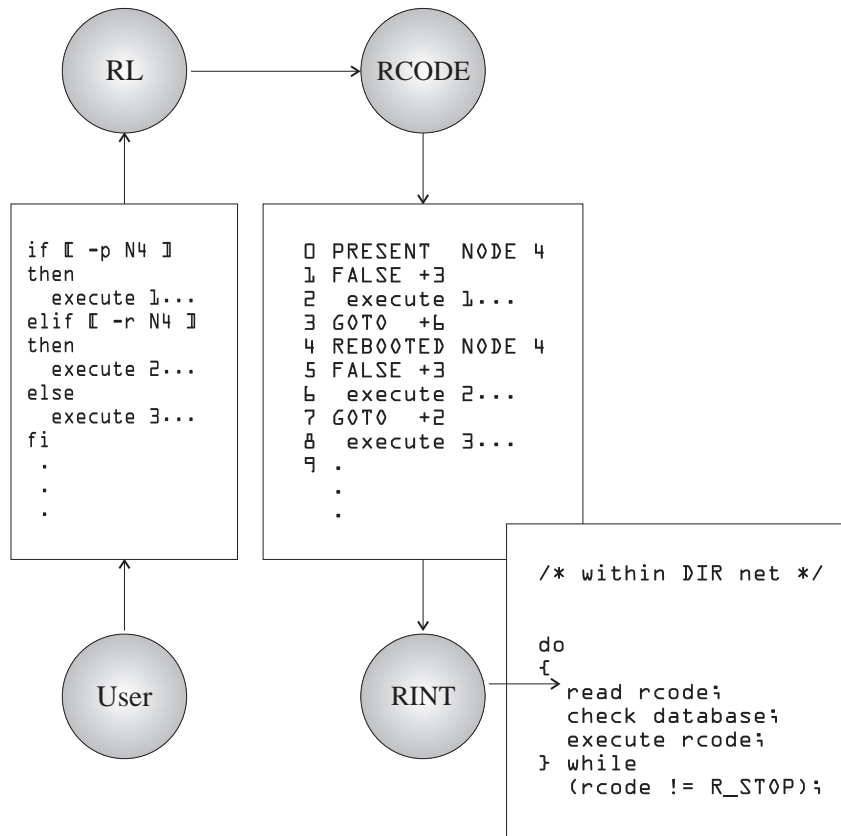 RL
RCODE
if [ -p N4 ]
then
execute 1...
elif [ -r N4 ]
then
execute 2...
else
execute 3...
fi
.
.
.
0 PRESENT NODE 4
1 FALSE +3
2 execute 1...
3 GOTO +6
4 REBOOTED NODE 4
5 FALSE +3
6 execute 2...
7 GOTO +2
8 execute 3...
9 .
.
.
User
RINT
/* within DIR net */
do
{
read rcode;
check database;
execute rcode;
} while
(rcode != R_STOP);